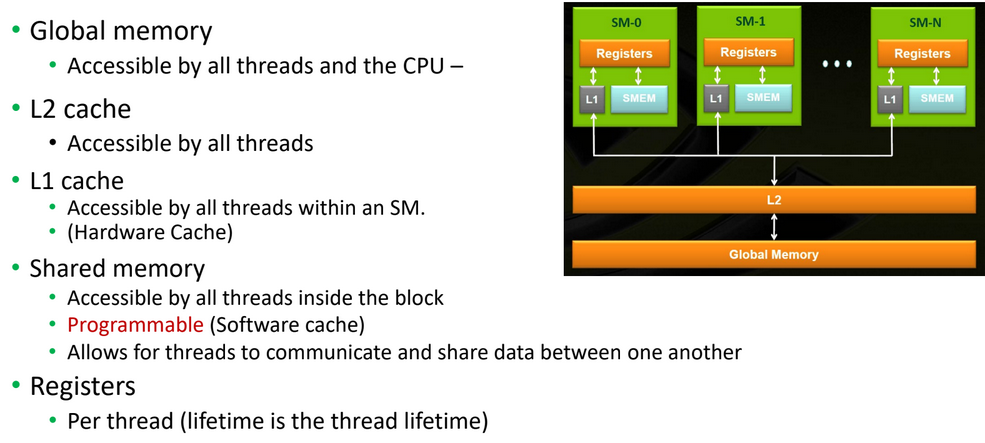 • Global memory
• Accessible by all threads and the CPU –
• L2 cache
• Accessible by all threads
• L1 cache
• Accessible by all threads within an SM.
• (Hardware Cache)
• Shared memory
• Accessible by all threads inside the block
• Programmable (Software cache)
• Allows for threads to communicate and share data between one another
• Registers
• Per thread (lifetime is the thread lifetime)
SM-0
Registers
L1
SMEM
SM-1
Registers
L1
SMEM
SM-N
Registers
L1
SMEM
L2
Global Memory